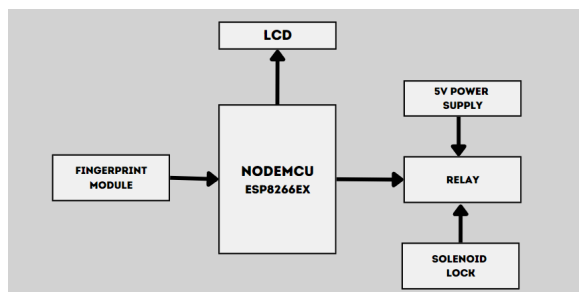 LCD
5V POWER
SUPPLY
FINGERPRINT
MODULE
NODEMCU
ESP8266EX
RELAY
SOLENOID
LOCK